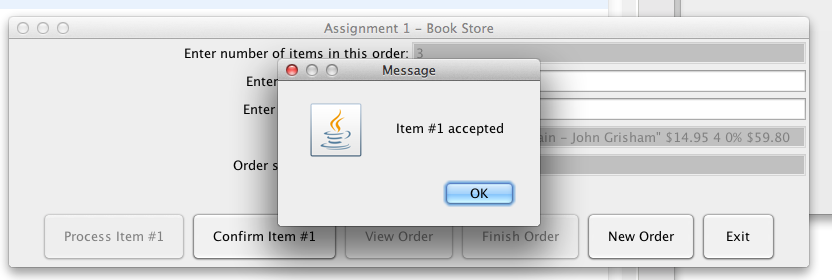 Assignment 1 – Book Store
Enter number of items in this order: 3
Message
Enter
Enter
Item #1 accepted
ain – John Grisham" $14.95 4 0% $59.80
Order s
OK
Process Item #1 Confirm Item #1 View Order Finish Order New Order Exit